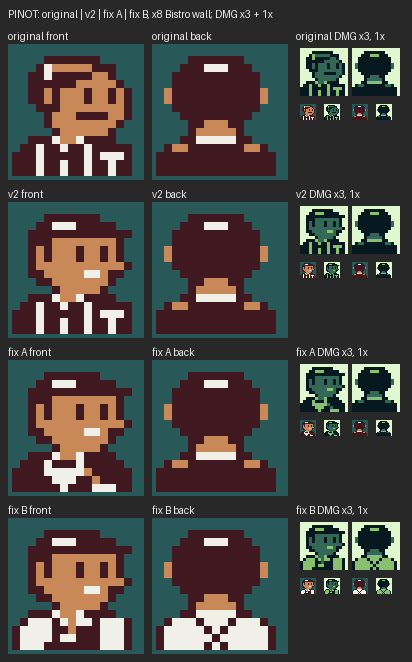 PINOT: original | v2 | fix A | fix B, x8 Bistro wall; DMG x3 + 1x
original front
original back
original DMG x3, 1x
v2 front
v2 back
v2 DMG x3, 1x
fix A front
fix A back
fix A DMG x3, 1x
fix B front
fix B back
fix B DMG x3, 1x